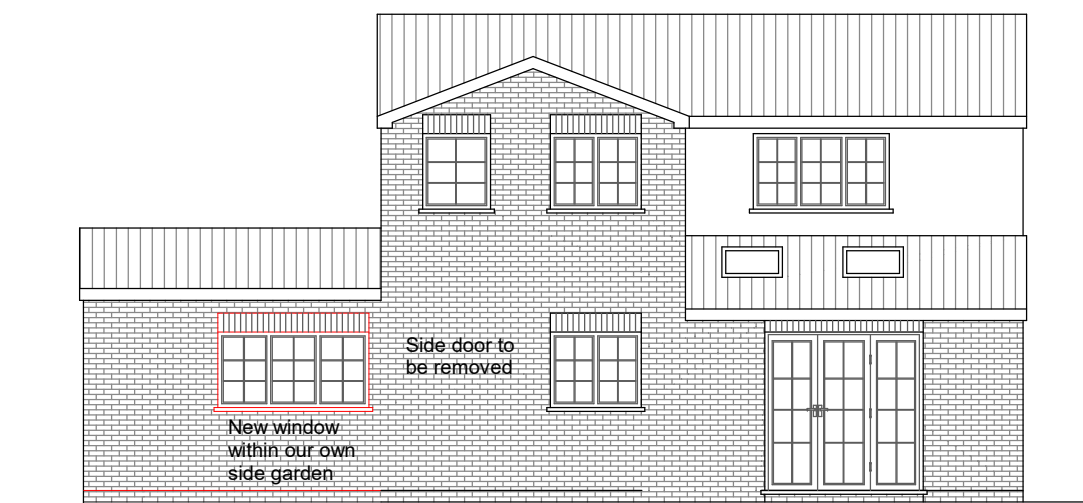 Side door to
be removed
New window
within our own
side garden